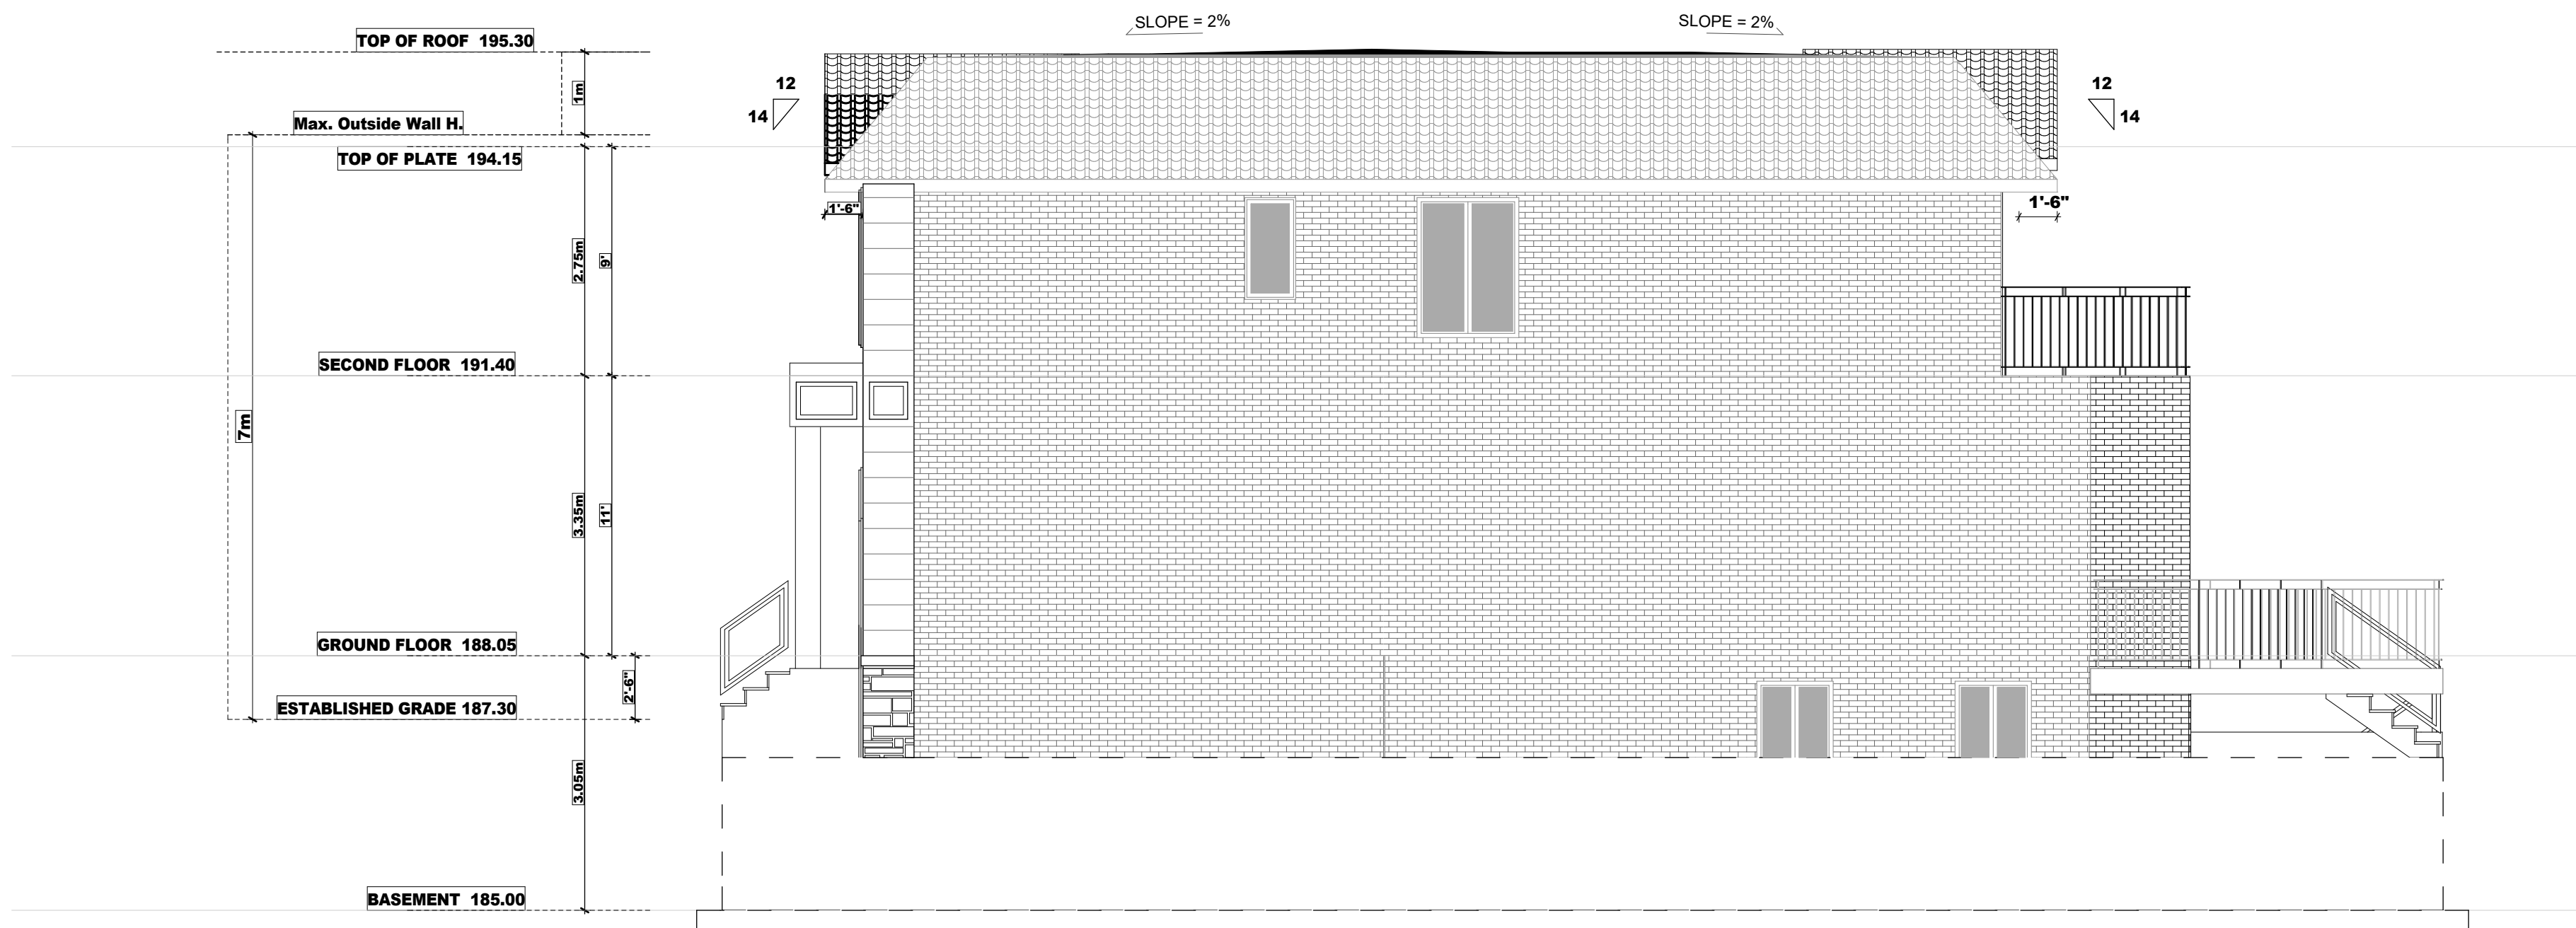 SLOPE = 2%
SLOPE = 2%
TOP OF ROOF 195.30
1m
12
14
12
14
Max. Outside Wall H.
TOP OF PLATE 194.15
1'-6"
1'-6"
2.75m
9'
SECOND FLOOR 191.40
7m
3.35m
11'
GROUND FLOOR 188.05
2'-6"
ESTABLISHED GRADE 187.30
3.05m
BASEMENT 185.00